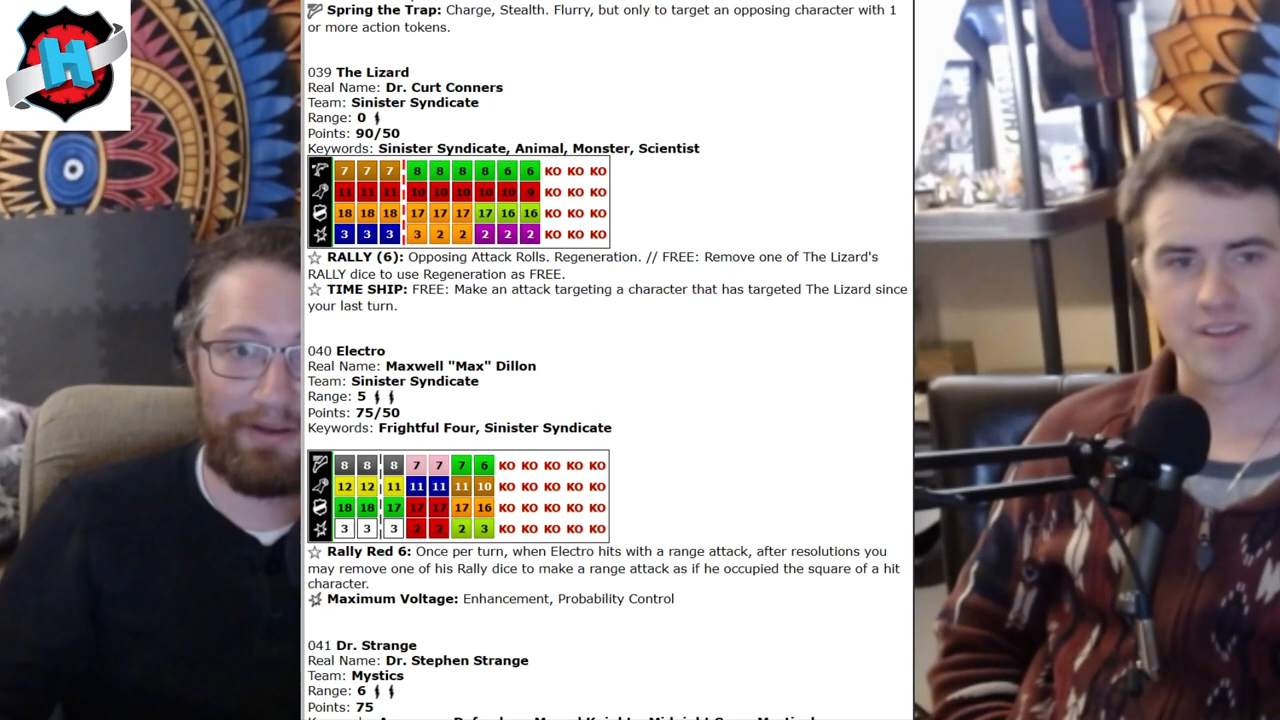 H
Spring the Trap: Charge, Stealth. Flurry, but only to target an opposing character with 1
or more action tokens.
039 The Lizard
Real Name: Dr. Curt Conners
Team: Sinister Syndicate
Range: 0
Points: 90/50
Keywords: Sinister Syndicate, Animal, Monster, Scientist
7 7 7 8 8 8 8 6 6 KO KO KO
11 11 11 10 10 10 10 10 9 KO KO KO
18 18 18 17 17 17 17 16 16 KO KO KO
3 3 3 3 2 2 2 2 2 KO KO KO
RALLY (6): Opposing Attack Rolls. Regeneration. // FREE: Remove one of The Lizard's
RALLY dice to use Regeneration as FREE.
TIME SHIP: FREE: Make an attack targeting a character that has targeted The Lizard since
your last turn.
040 Electro
Real Name: Maxwell "Max" Dillon
Team: Sinister Syndicate
Range: 5
Points: 75/50
Keywords: Frightful Four, Sinister Syndicate
8 8 8 7 7 7 6 KO KO KO KO KO
12 12 11 11 11 11 10 KO KO KO KO KO
18 18 17 17 17 17 16 KO KO KO KO KO
3 3 3 2 2 2 3 KO KO KO KO KO
Rally Red 6: Once per turn, when Electro hits with a range attack, after resolutions you
may remove one of his Rally dice to make a range attack as if he occupied the square of a hit
character.
Maximum Voltage: Enhancement, Probability Control
041 Dr. Strange
Real Name: Dr. Stephen Strange
Team: Mystics
Range: 6
Points: 75